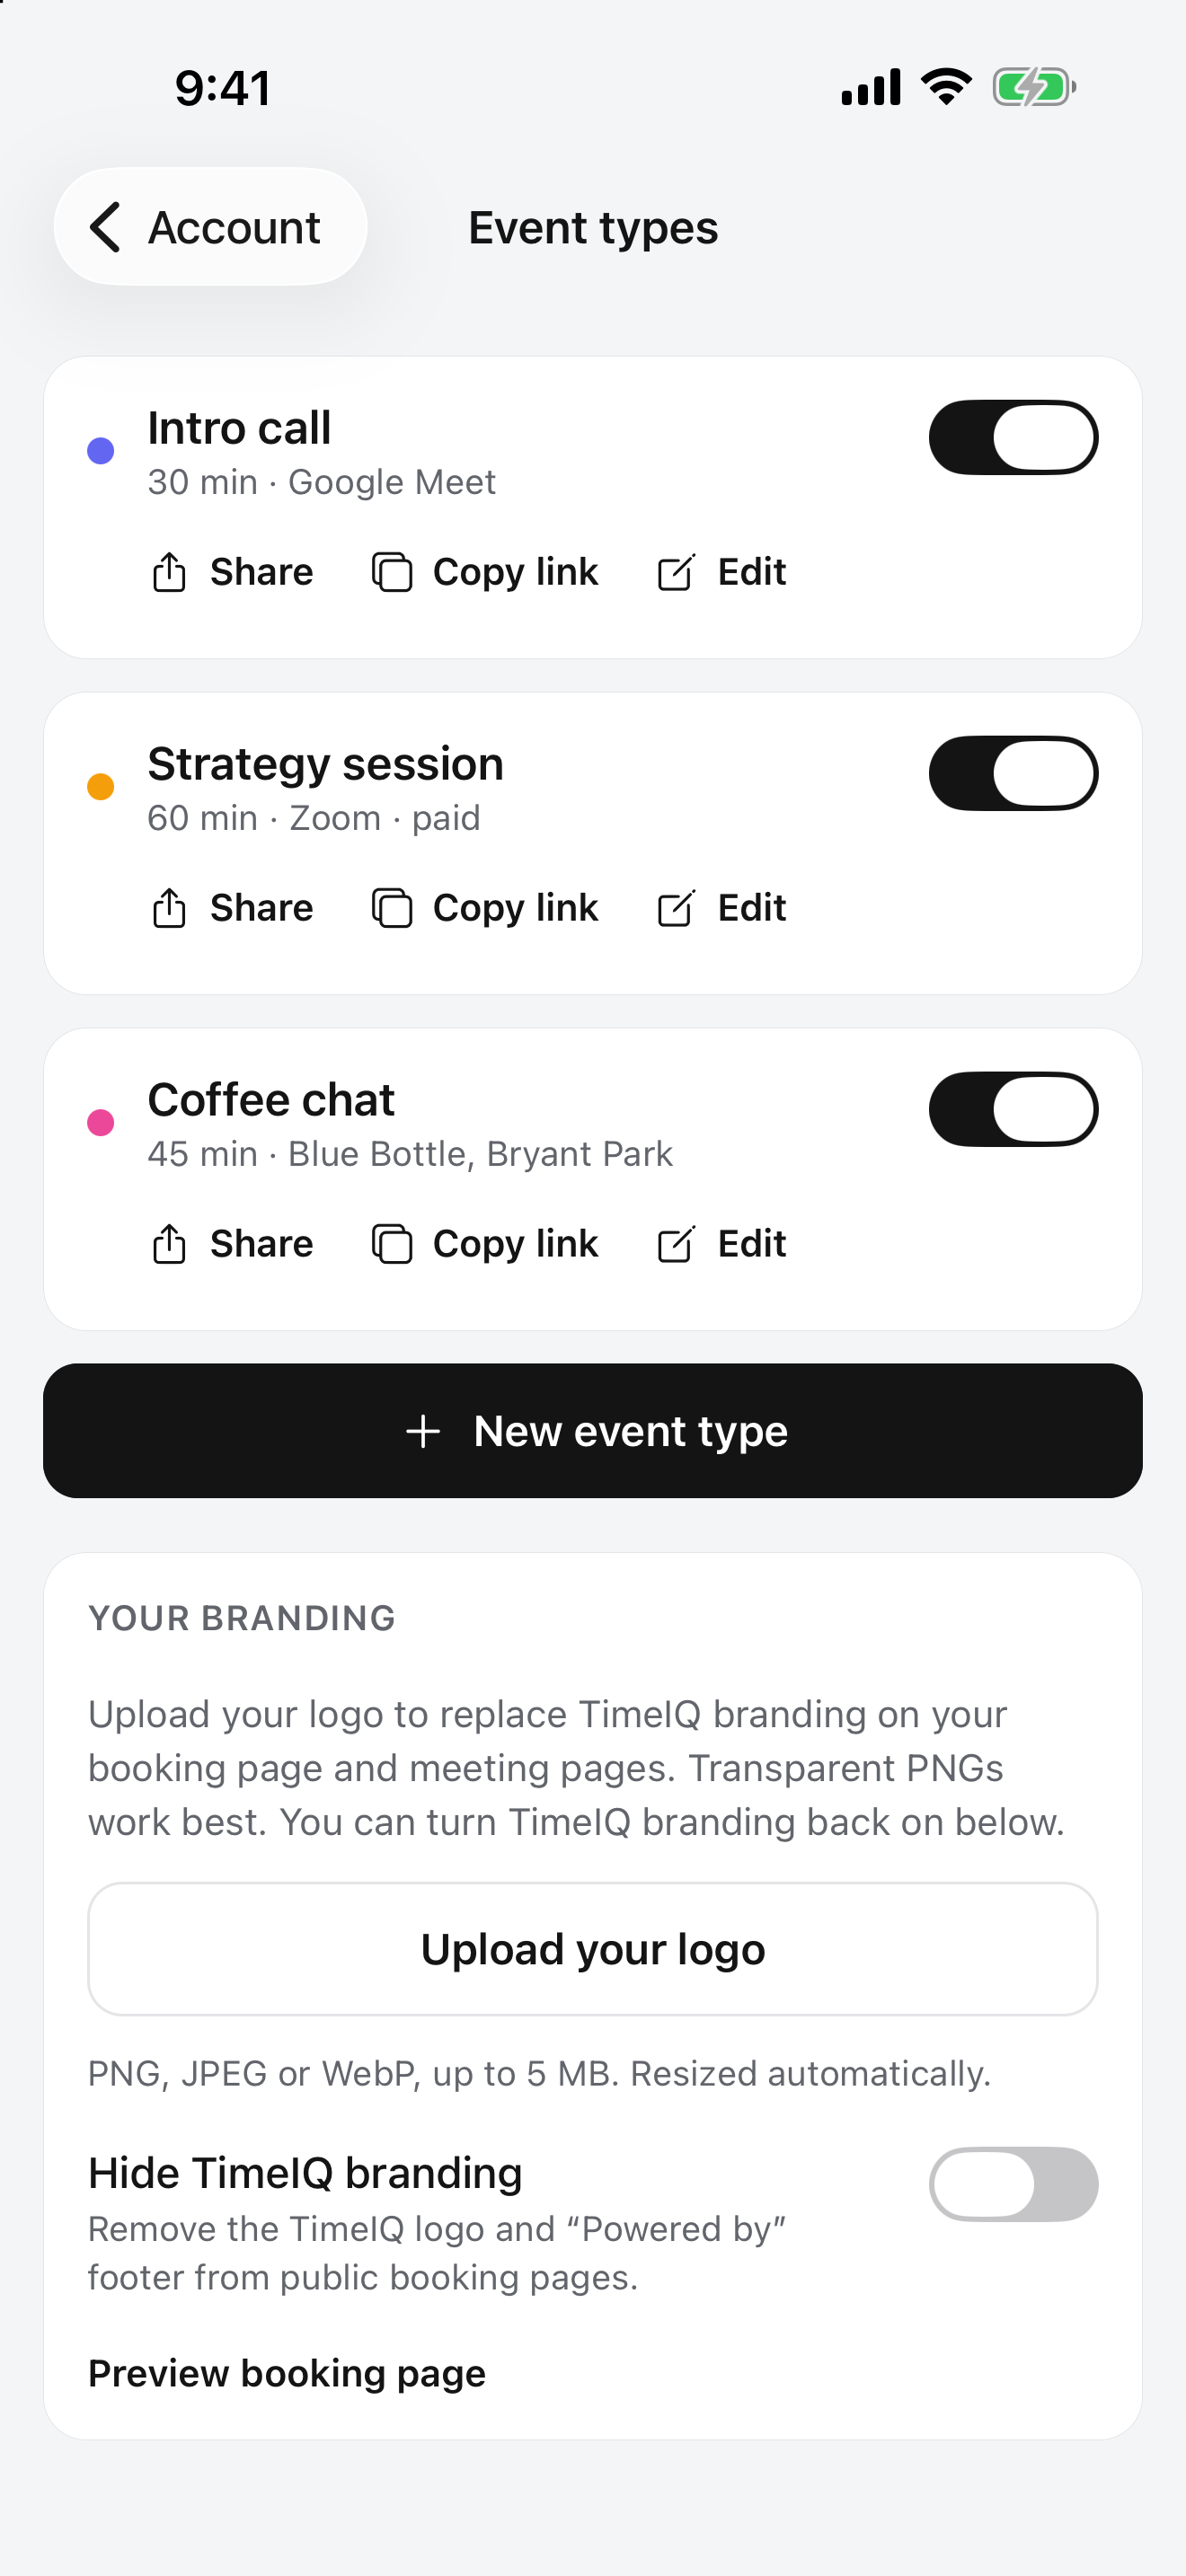 9:41
Account
Event types
Intro call
30 min · Google Meet
Share Copy link Edit
Strategy session
60 min · Zoom · paid
Share Copy link Edit
Coffee chat
45 min · Blue Bottle, Bryant Park
Share Copy link Edit
+ New event type
YOUR BRANDING
Upload your logo to replace TimeIQ branding on your
booking page and meeting pages. Transparent PNGs
work best. You can turn TimeIQ branding back on below.
Upload your logo
PNG, JPEG or WebP, up to 5 MB. Resized automatically.
Hide TimeIQ branding
Remove the TimeIQ logo and “Powered by”
footer from public booking pages.
Preview booking page